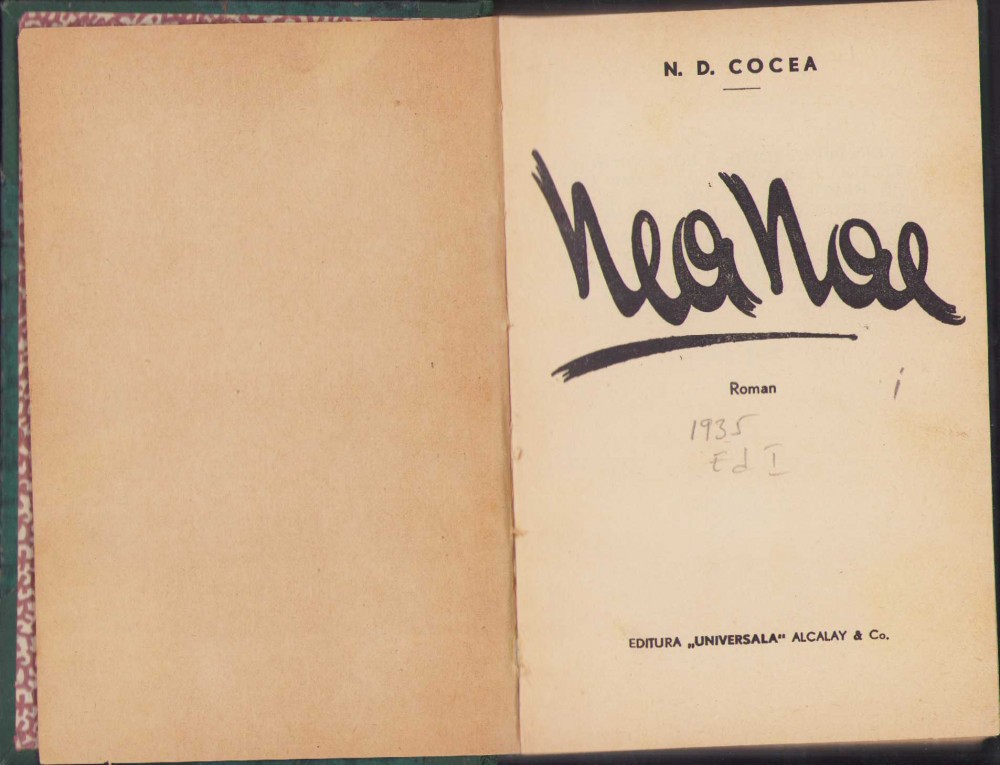 N. D. COCEA
Nea Nae
Roman
i
1935
Ed I
EDITURA „UNIVERSALA“ ALCALAY & Co.